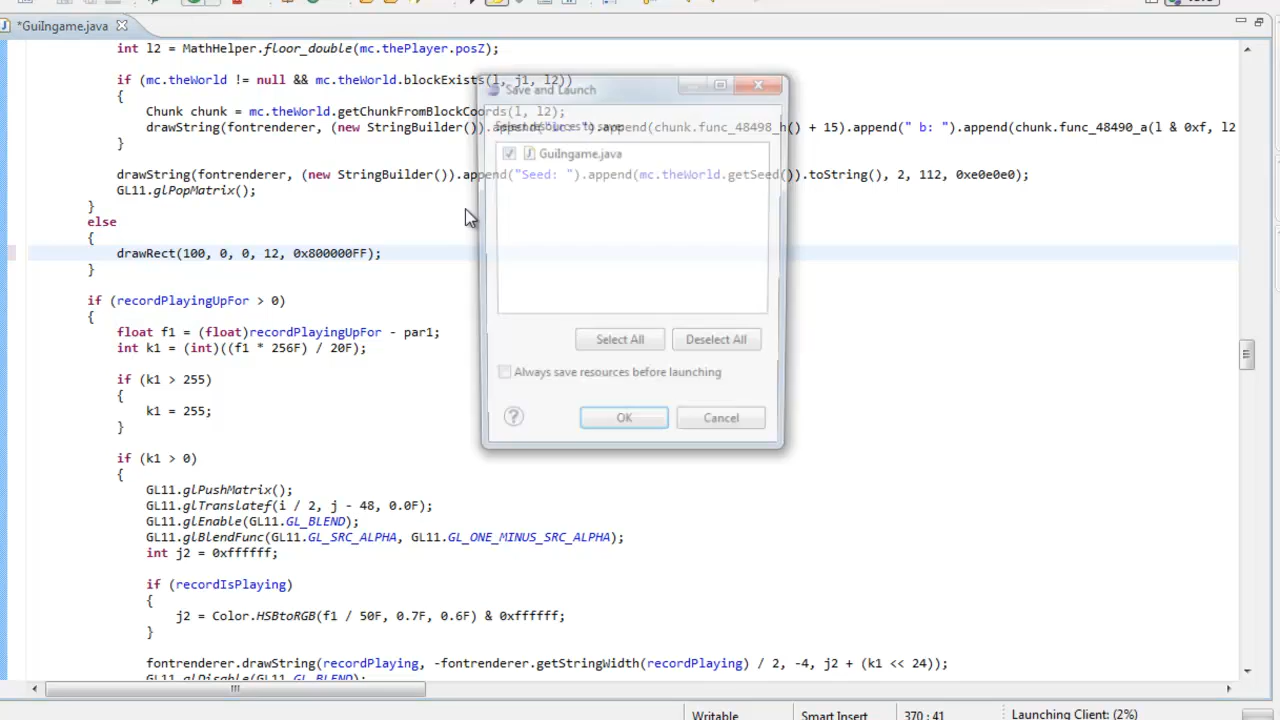 *GuiIngame.java
int l2 = MathHelper.floor_double(mc.thePlayer.posZ);
if (mc.theWorld != null && mc.theWorld.blockExists(l, j1, l2))
{
Chunk chunk = mc.theWorld.getChunkFromBlockCoords(l, l2);
drawString(fontrenderer, (new StringBuilder()).append( ).append(chunk.func_48498_h() + 15).append(" b: ").append(chunk.func_48490_a(l & 0xf, l2
}
drawString(fontrenderer, (new StringBuilder()).append("Seed: ").append(mc.theWorld.getSeed()).toString(), 2, 112, 0xe0e0e0);
GL11.glPopMatrix();
}
else
{
drawRect(100, 0, 0, 12, 0x800000FF);
}
if (recordPlayingUpFor > 0)
{
float f1 = (float)recordPlayingUpFor - par1;
int k1 = (int)((f1 * 256F) / 20F);
if (k1 > 255)
{
k1 = 255;
}
if (k1 > 0)
{
GL11.glPushMatrix();
GL11.glTranslatef(i / 2, j - 48, 0.0F);
GL11.glEnable(GL11.GL_BLEND);
GL11.glBlendFunc(GL11.GL_SRC_ALPHA, GL11.GL_ONE_MINUS_SRC_ALPHA);
int j2 = 0xffffff;
if (recordIsPlaying)
{
j2 = Color.HSBtoRGB(f1 / 50F, 0.7F, 0.6F) & 0xffffff;
}
fontrenderer.drawString(recordPlaying, -fontrenderer.getStringWidth(recordPlaying) / 2, -4, j2 + (k1 << 24));
GL11.glDisable(GL11.GL_BLEND);
Save and Launch
GuiIngame.java
Select All
Deselect All
Always save resources before launching
OK
Cancel
Writable
Smart Insert
370 : 41
Launching Client: (2%)